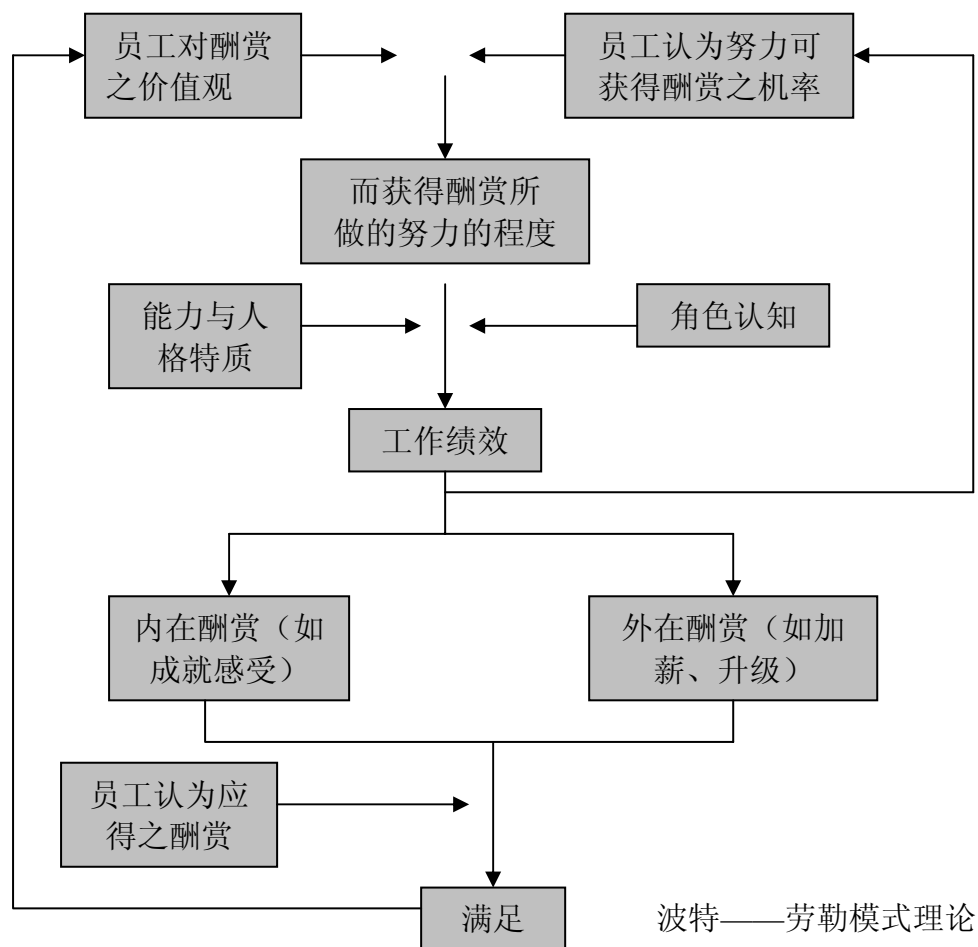 员工对酬赏
之价值观
员工认为努力可
获得酬赏之机率
而获得酬赏所
做的努力的程度
能力与人
格特质
角色认知
工作绩效
内在酬赏（如
成就感受）
外在酬赏（如加
薪、升级）
员工认为应
得之酬赏
满足
波特——劳勒模式理论